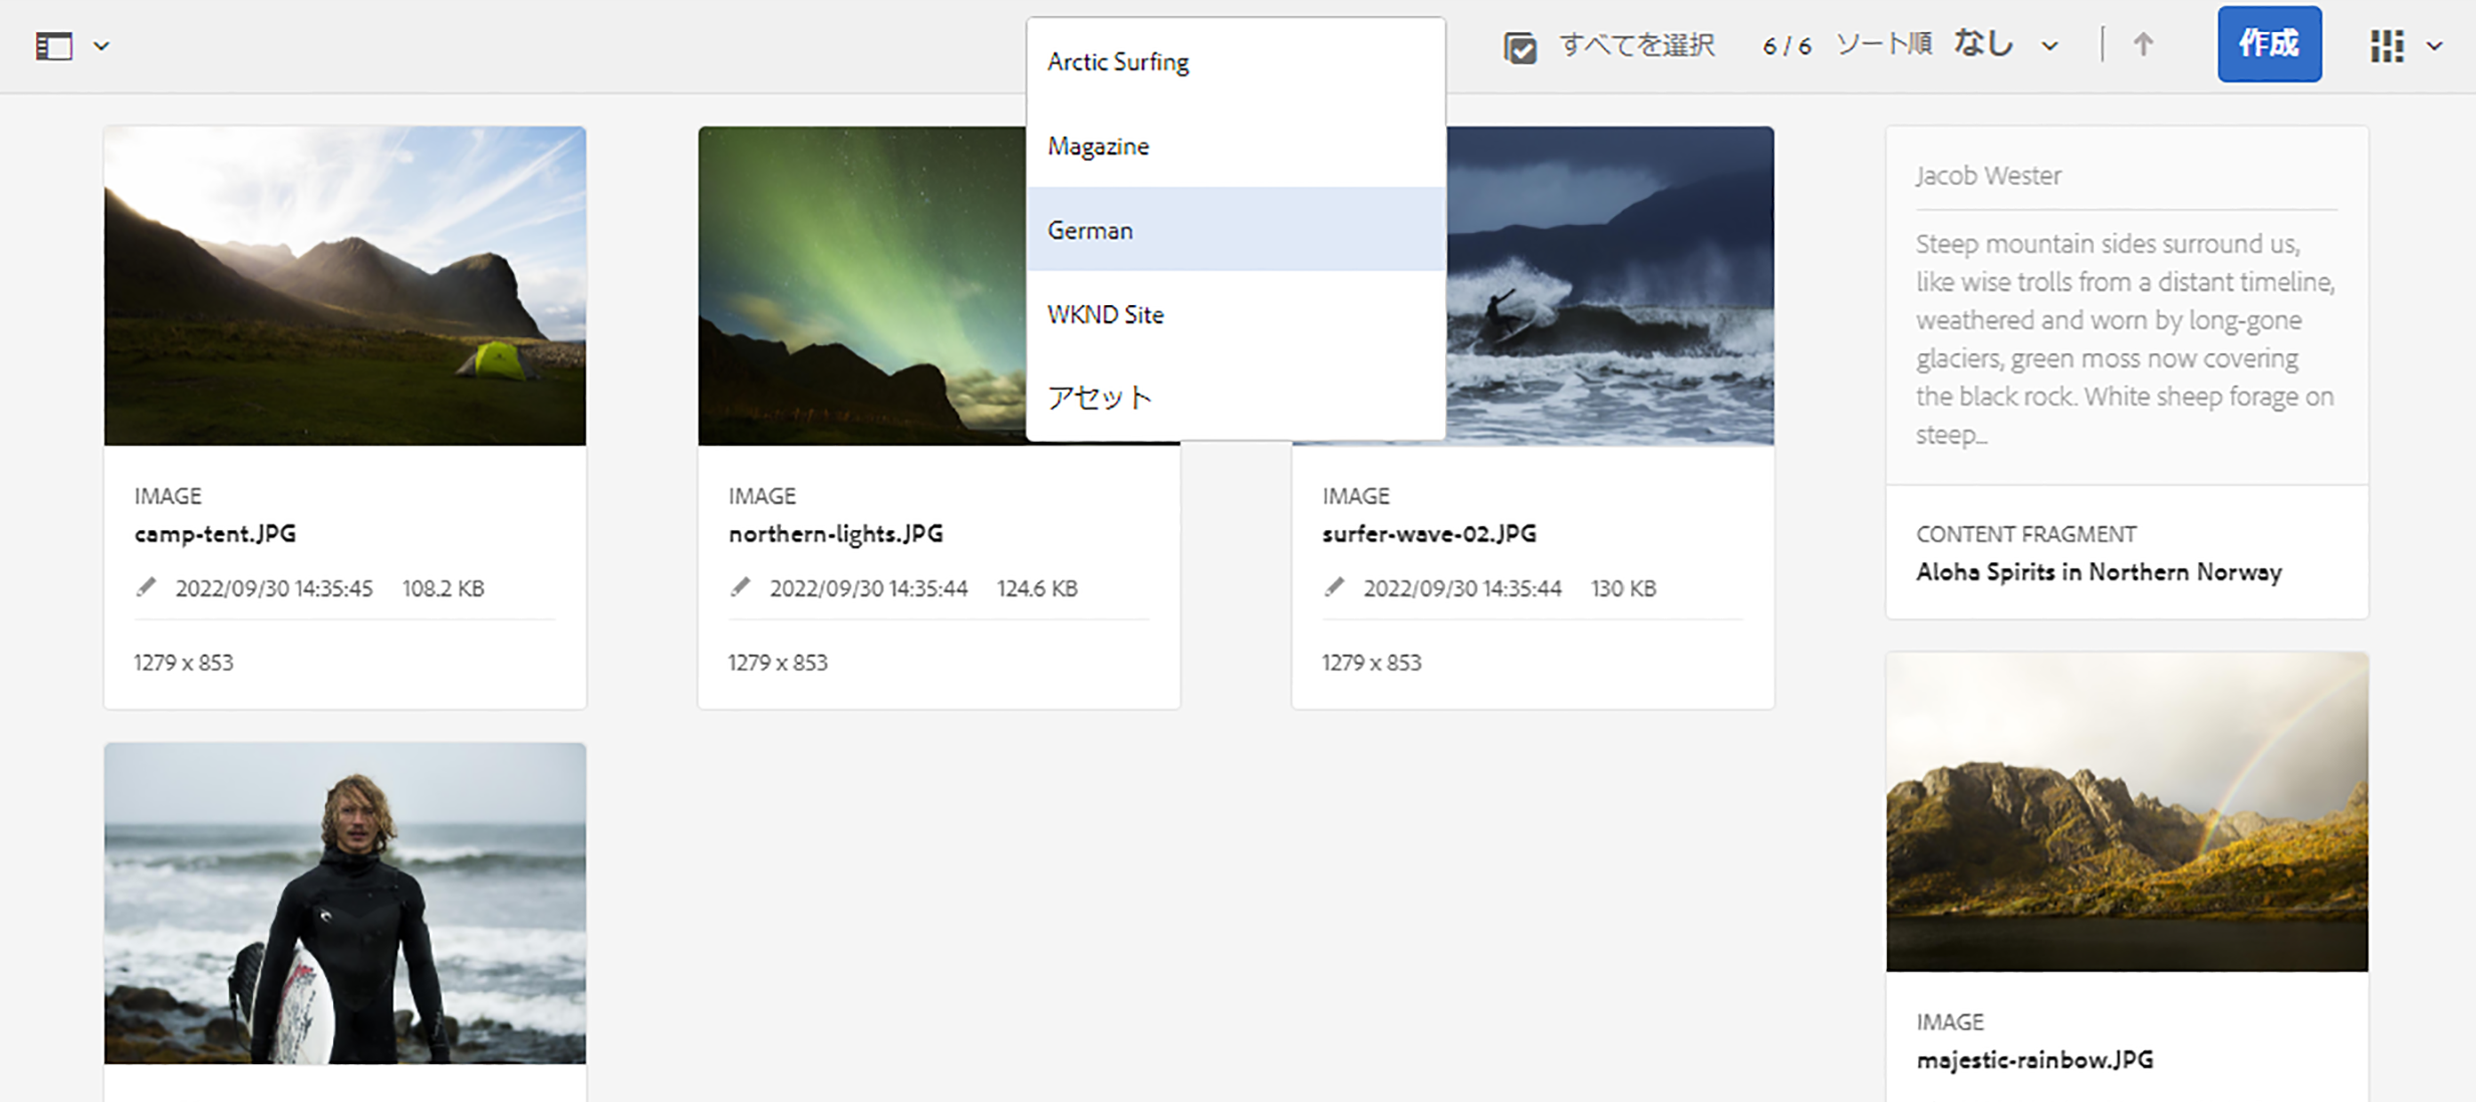 Arctic Surfing
Magazine
German
WKND Site
アセット
すべてを選択
6 / 6
ソート順
なし
作成
IMAGE
camp-tent.JPG
2022/09/30 14:35:45 108.2 KB
1279 x 853
IMAGE
northern-lights.JPG
2022/09/30 14:35:44 124.6 KB
1279 x 853
IMAGE
surfer-wave-02.JPG
2022/09/30 14:35:44 130 KB
1279 x 853
Jacob Wester
Steep mountain sides surround us,
like wise trolls from a distant timeline,
weathered and worn by long-gone
glaciers, green moss now covering
the black rock. White sheep forage on
steep...
CONTENT FRAGMENT
Aloha Spirits in Northern Norway
IMAGE
majestic-rainbow.JPG